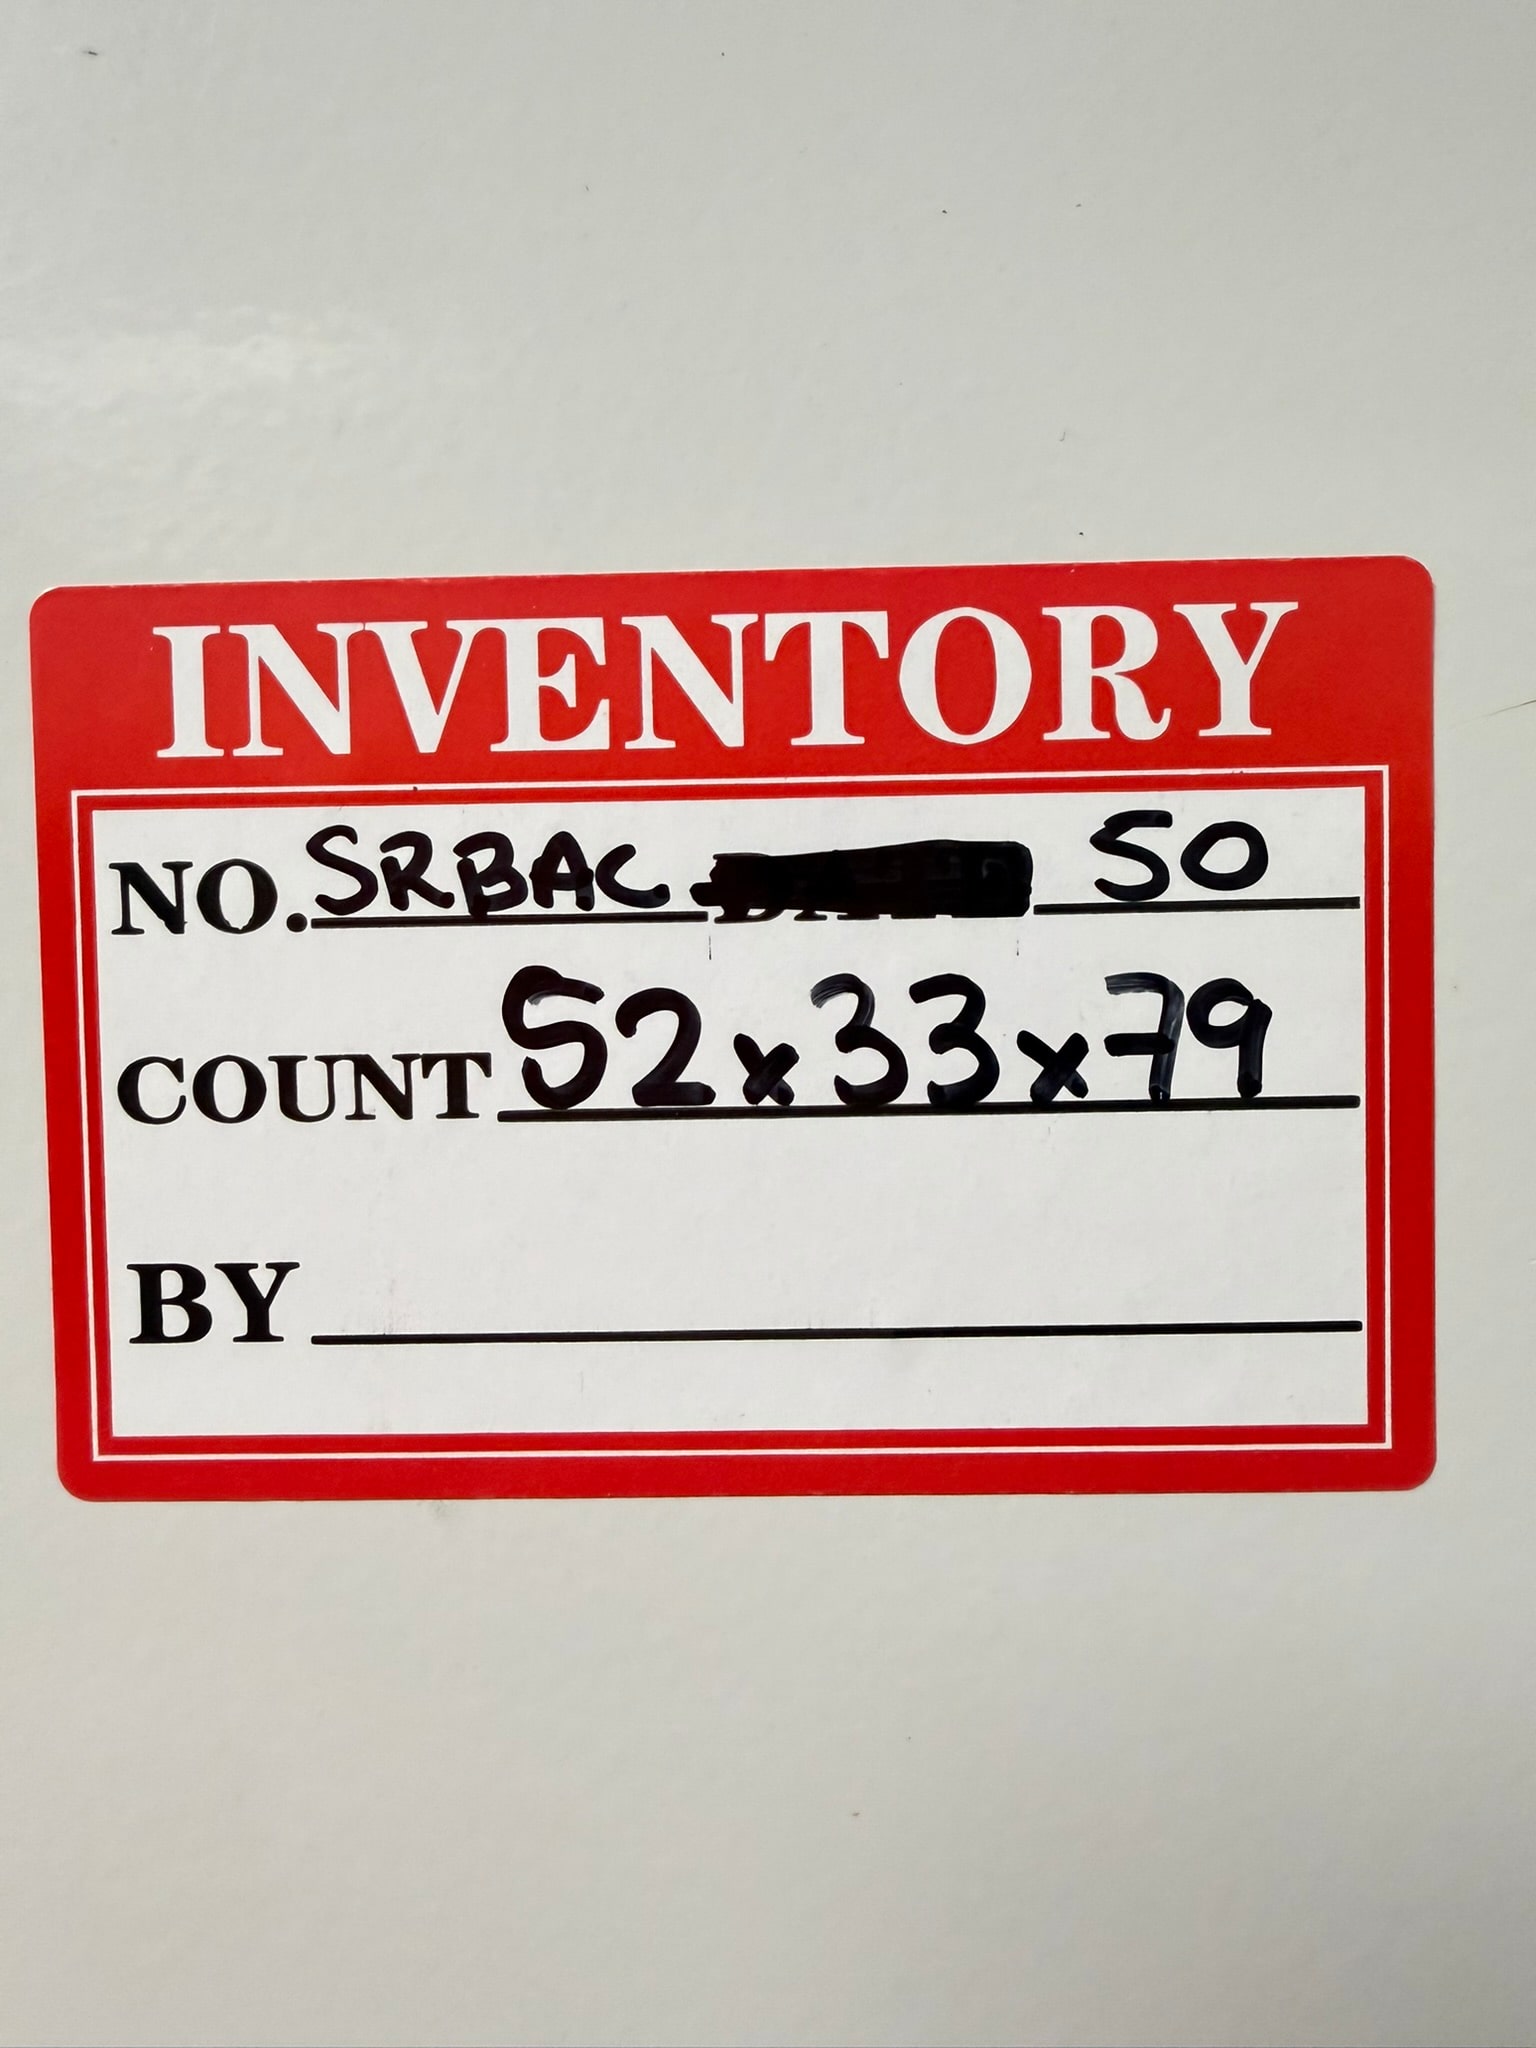 INVENTORY
NO. SRBAC 50
COUNT 52x33x79
BY